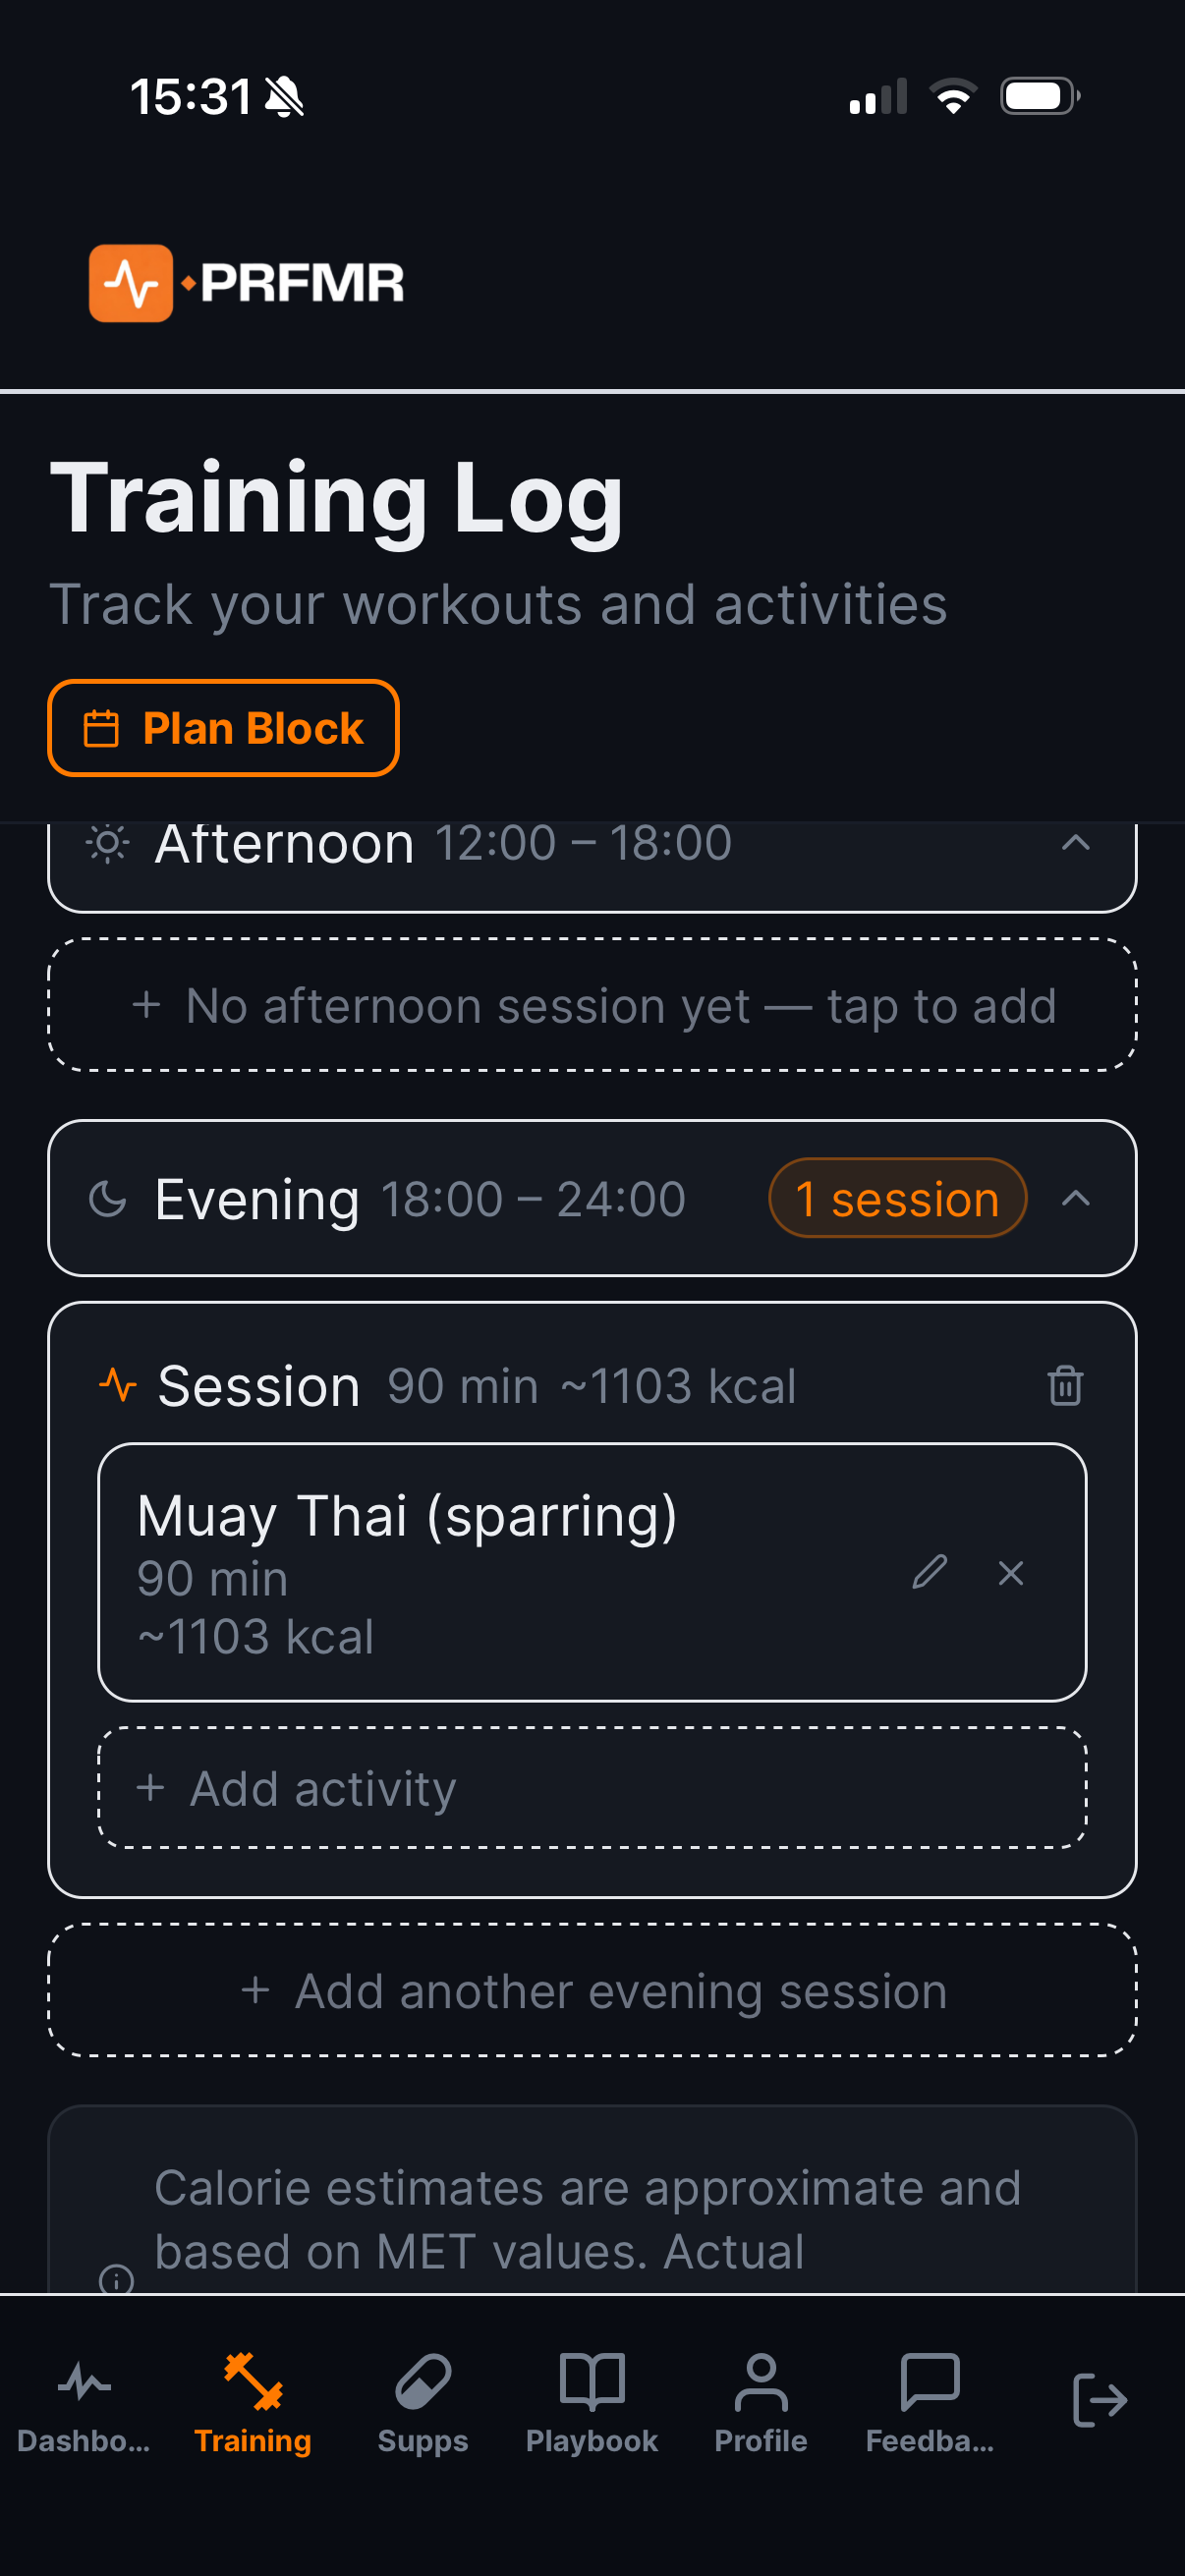 15:31
PRFMR
Training Log
Track your workouts and activities
Plan Block
Afternoon 12:00 – 18:00
+ No afternoon session yet — tap to add
Evening 18:00 – 24:00 1 session
Session 90 min ~1103 kcal
Muay Thai (sparring)
90 min
~1103 kcal
+ Add activity
+ Add another evening session
Calorie estimates are approximate and
based on MET values. Actual
Dashbo... Training Supps Playbook Profile Feedba...